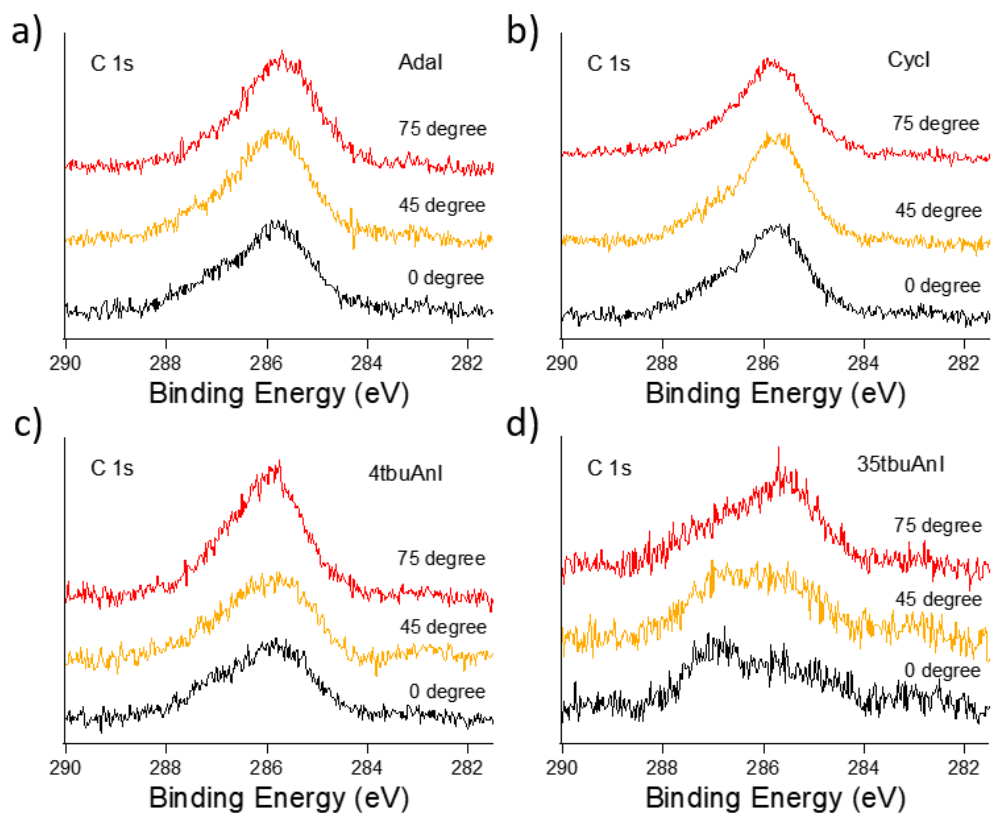 a)
C 1s
AdaI
75 degree
45 degree
0 degree
290 288 286 284 282
Binding Energy (eV)
b)
C 1s
CycI
75 degree
45 degree
0 degree
290 288 286 284 282
Binding Energy (eV)
c)
C 1s
4tbuAnI
75 degree
45 degree
0 degree
290 288 286 284 282
Binding Energy (eV)
d)
C 1s
35tbuAnI
75 degree
45 degree
0 degree
290 288 286 284 282
Binding Energy (eV)